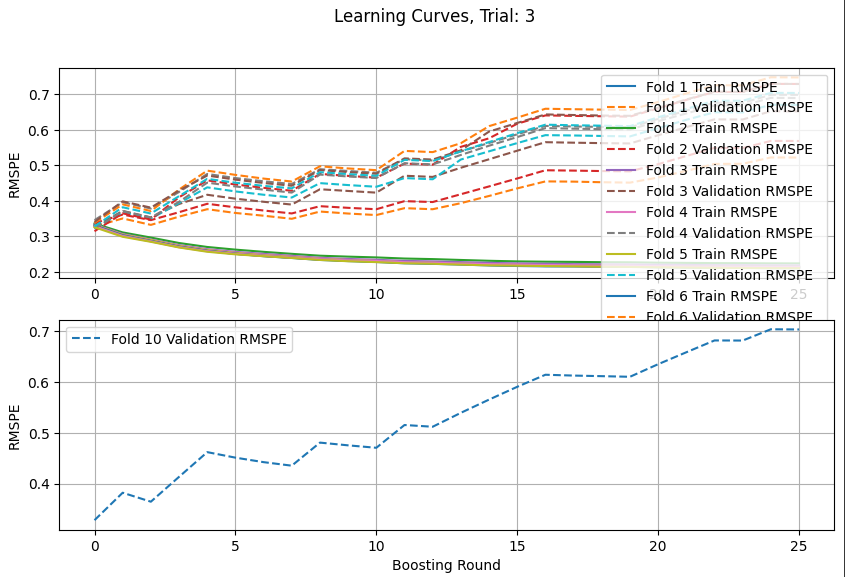 Learning Curves, Trial: 3
RMSPE
0.7
0.6
0.5
0.4
0.3
0.2
0 5 10 15 20 25
Fold 1 Train RMSPE
Fold 1 Validation RMSPE
Fold 2 Train RMSPE
Fold 2 Validation RMSPE
Fold 3 Train RMSPE
Fold 3 Validation RMSPE
Fold 4 Train RMSPE
Fold 4 Validation RMSPE
Fold 5 Train RMSPE
Fold 5 Validation RMSPE
Fold 6 Train RMSPE
Fold 6 Validation RMSPE
RMSPE
0.7
0.6
0.5
0.4
Fold 10 Validation RMSPE
0 5 10 15 20 25
Boosting Round